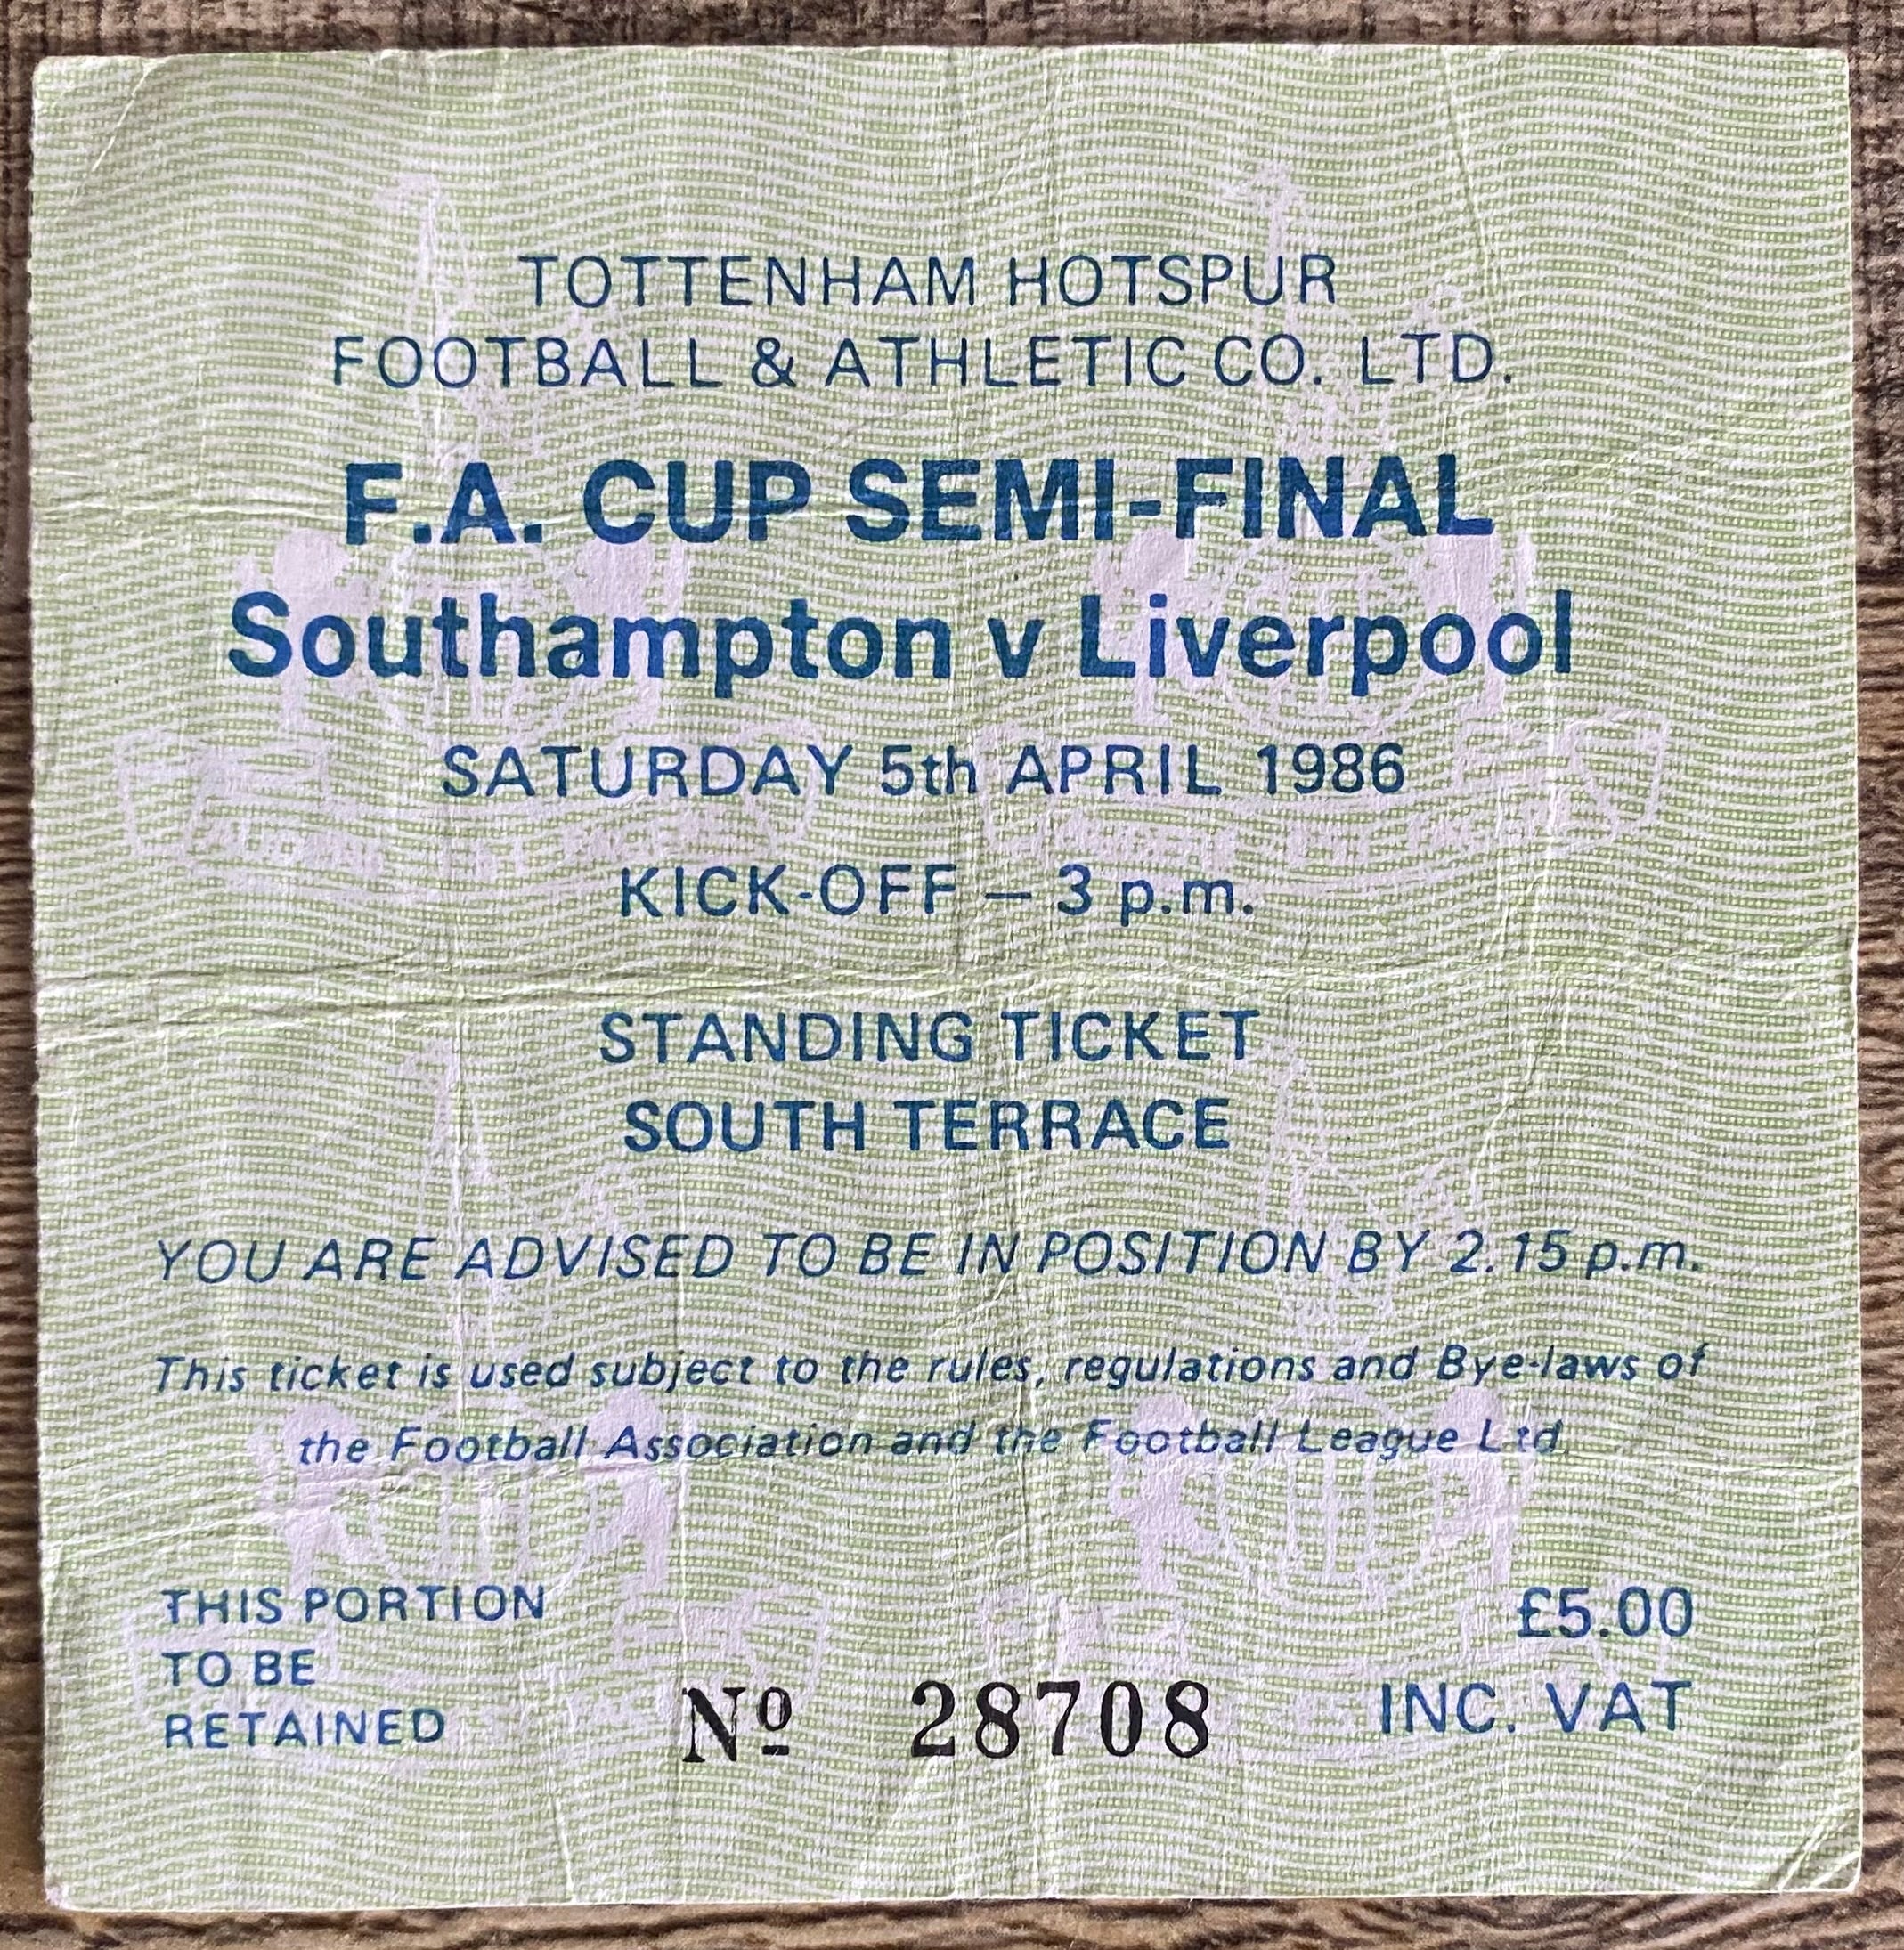 TOTTENHAM HOTSPUR
FOOTBALL & ATHLETIC CO. LTD.
F.A. CUP SEMI-FINAL
Southampton v Liverpool
SATURDAY 5th APRIL 1986
KICK-OFF – 3 p.m.
STANDING TICKET
SOUTH TERRACE
YOU ARE ADVISED TO BE IN POSITION BY 2.15 p.m.
This ticket is used subject to the rules, regulations and Bye-laws of
the Football Association and the Football League Ltd.
THIS PORTION
TO BE
RETAINED
Nº 28708
£5.00
INC. VAT